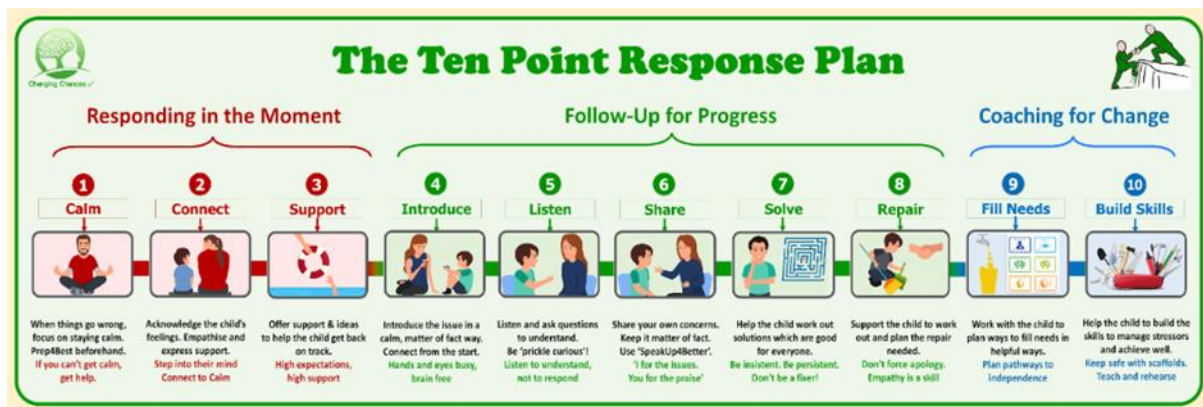 The Ten Point Response Plan
Changing Chances
Responding in the Moment
Follow-Up for Progress
Coaching for Change
1
Calm
When things go wrong,
focus on staying calm.
Prep4Best beforehand.
If you can't get calm,
get help.
2
Connect
Acknowledge the child's
feelings. Empathise and
express support.
Step into their mind
Connect to Calm
3
Support
Offer support & ideas
to help the child get back
on track.
High expectations,
high support
4
Introduce
Introduce the issue in a
calm, matter of fact way.
Connect from the start.
Hands and eyes busy,
brain free
5
Listen
Listen and ask questions
to understand.
Be 'prickle curious'!
Listen to understand,
not to respond
6
Share
Share your own concerns.
Keep it matter of fact.
Use 'SpeakUp4Better'.
'I for the issues.
You for the praise'
7
Solve
Help the child work out
solutions which are good
for everyone.
Be insistent. Be persistent.
Don't be a fixer!
8
Repair
Support the child to work
out and plan the repair
needed.
Don't force apology.
Empathy is a skill
9
Fill Needs
Work with the child to
plan ways to fill needs in
helpful ways.
Plan pathways to
independence
10
Build Skills
Help the child to build the
skills to manage stressors
and achieve well.
Keep safe with scaffolds.
Teach and rehearse